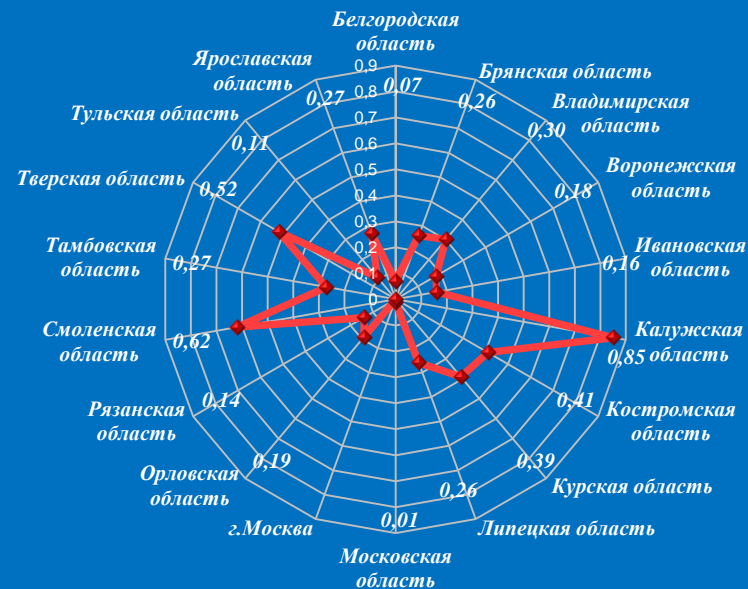 Белгородская
область
0,07
Брянская область
0,26
Владимирская
область
0,30
Воронежская
область
0,18
Ивановская
область
0,16
Калужская
область
0,85
Костромская
область
0,41
Курская область
0,39
Липецкая область
0,26
Московская
область
0,01
г.Москва
Орловская
область
0,19
Рязанская
область
0,14
Смоленская
область
0,62
Тамбовская
область
0,27
Тверская область
0,52
Тульская область
0,11
Ярославская
область
0,27
0,9
0,8
0,7
0,6
0,5
0,4
0,3
0,2
0,1
0